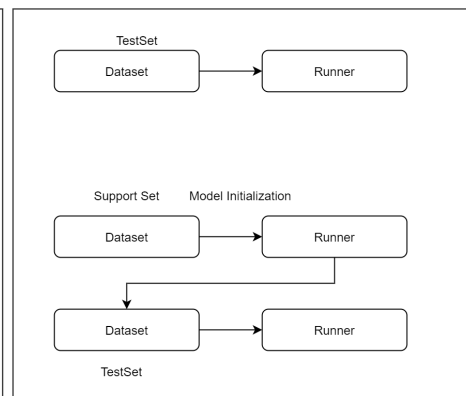 TestSet
Dataset Runner
Support Set Model Initialization
Dataset Runner
Dataset Runner
TestSet